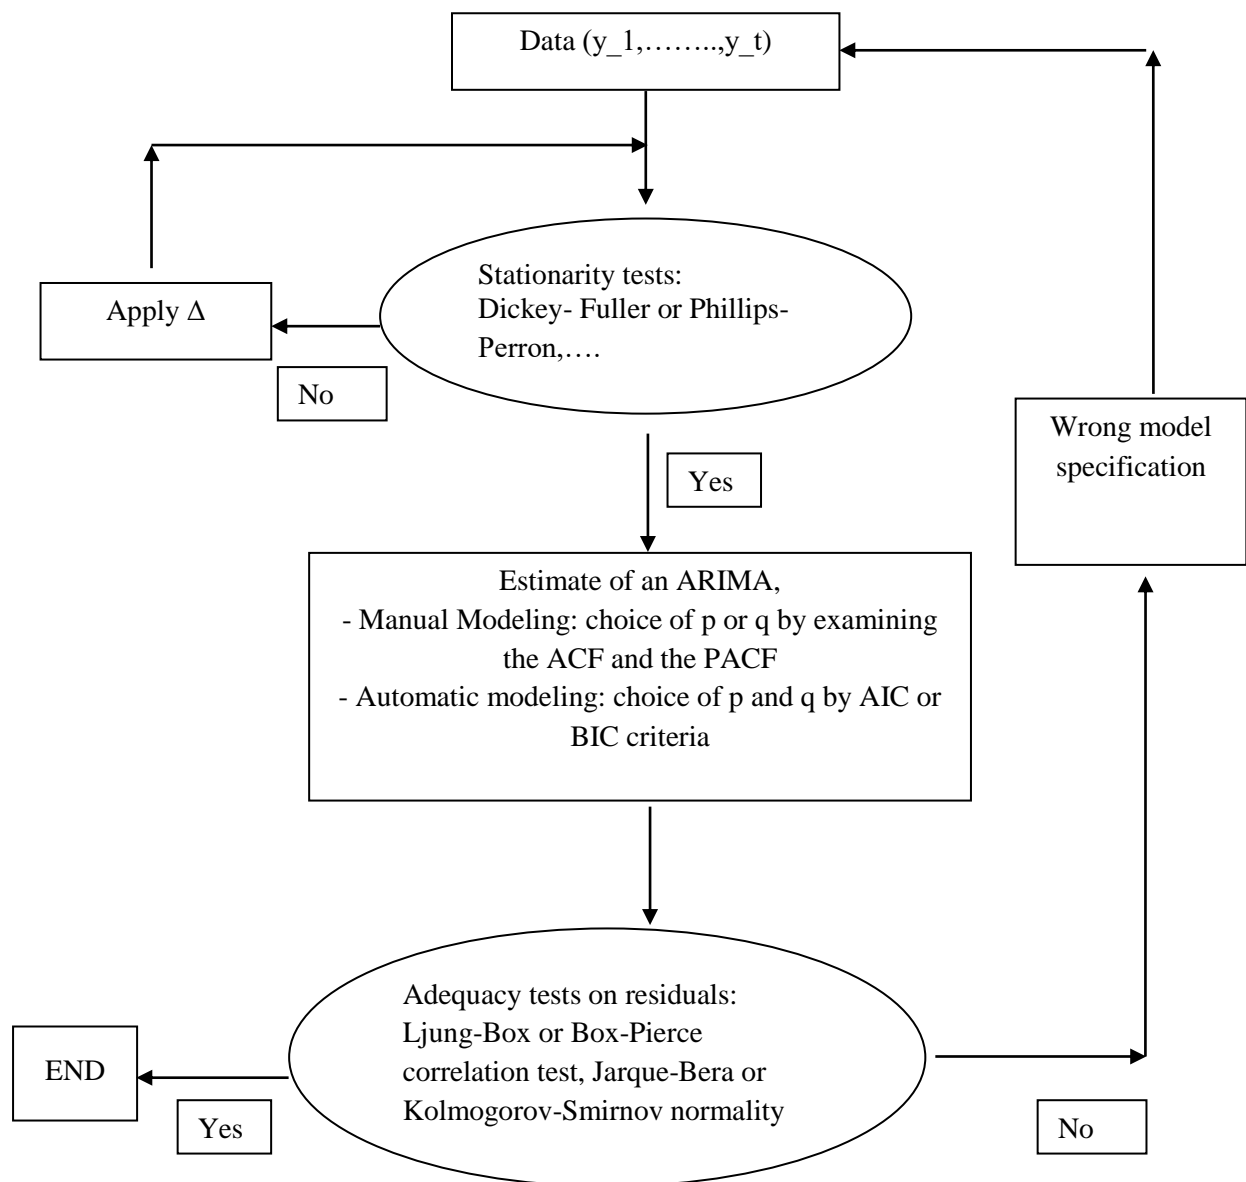 Data (y_1,……..,y_t)
Stationarity tests:
Dickey- Fuller or Phillips-
Perron,….
Apply Δ
No
Yes
Wrong model
specification
Estimate of an ARIMA,
- Manual Modeling: choice of p or q by examining
the ACF and the PACF
- Automatic modeling: choice of p and q by AIC or
BIC criteria
Adequacy tests on residuals:
Ljung-Box or Box-Pierce
correlation test, Jarque-Bera or
Kolmogorov-Smirnov normality
END
Yes
No